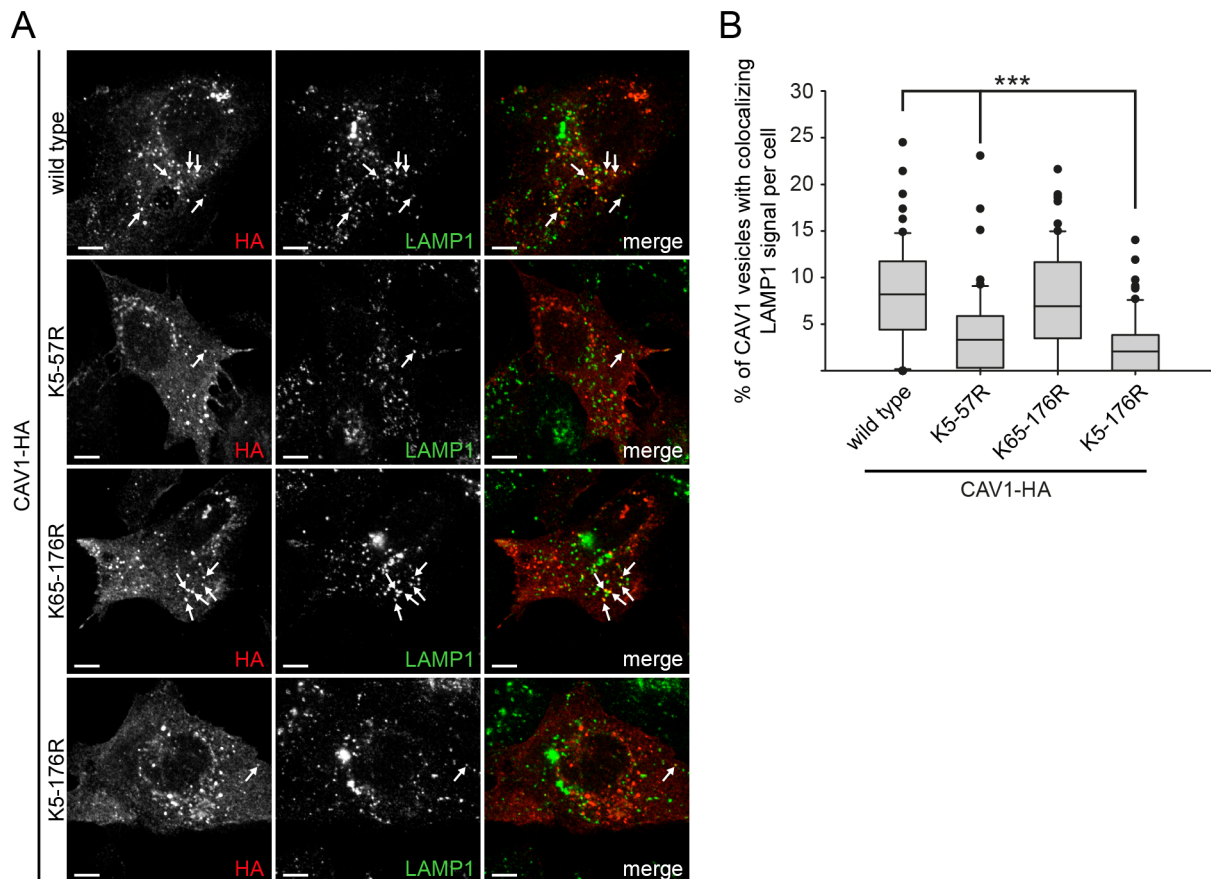 A
CAV1-HA
wild type
HA
LAMP1
merge
K5-57R
HA
LAMP1
merge
K65-176R
HA
LAMP1
merge
K5-176R
HA
LAMP1
merge
B
% of CAV1 vesicles with colocalizing
LAMP1 signal per cell
***
30
25
20
15
10
5
wild type
K5-57R
K65-176R
K5-176R
CAV1-HA